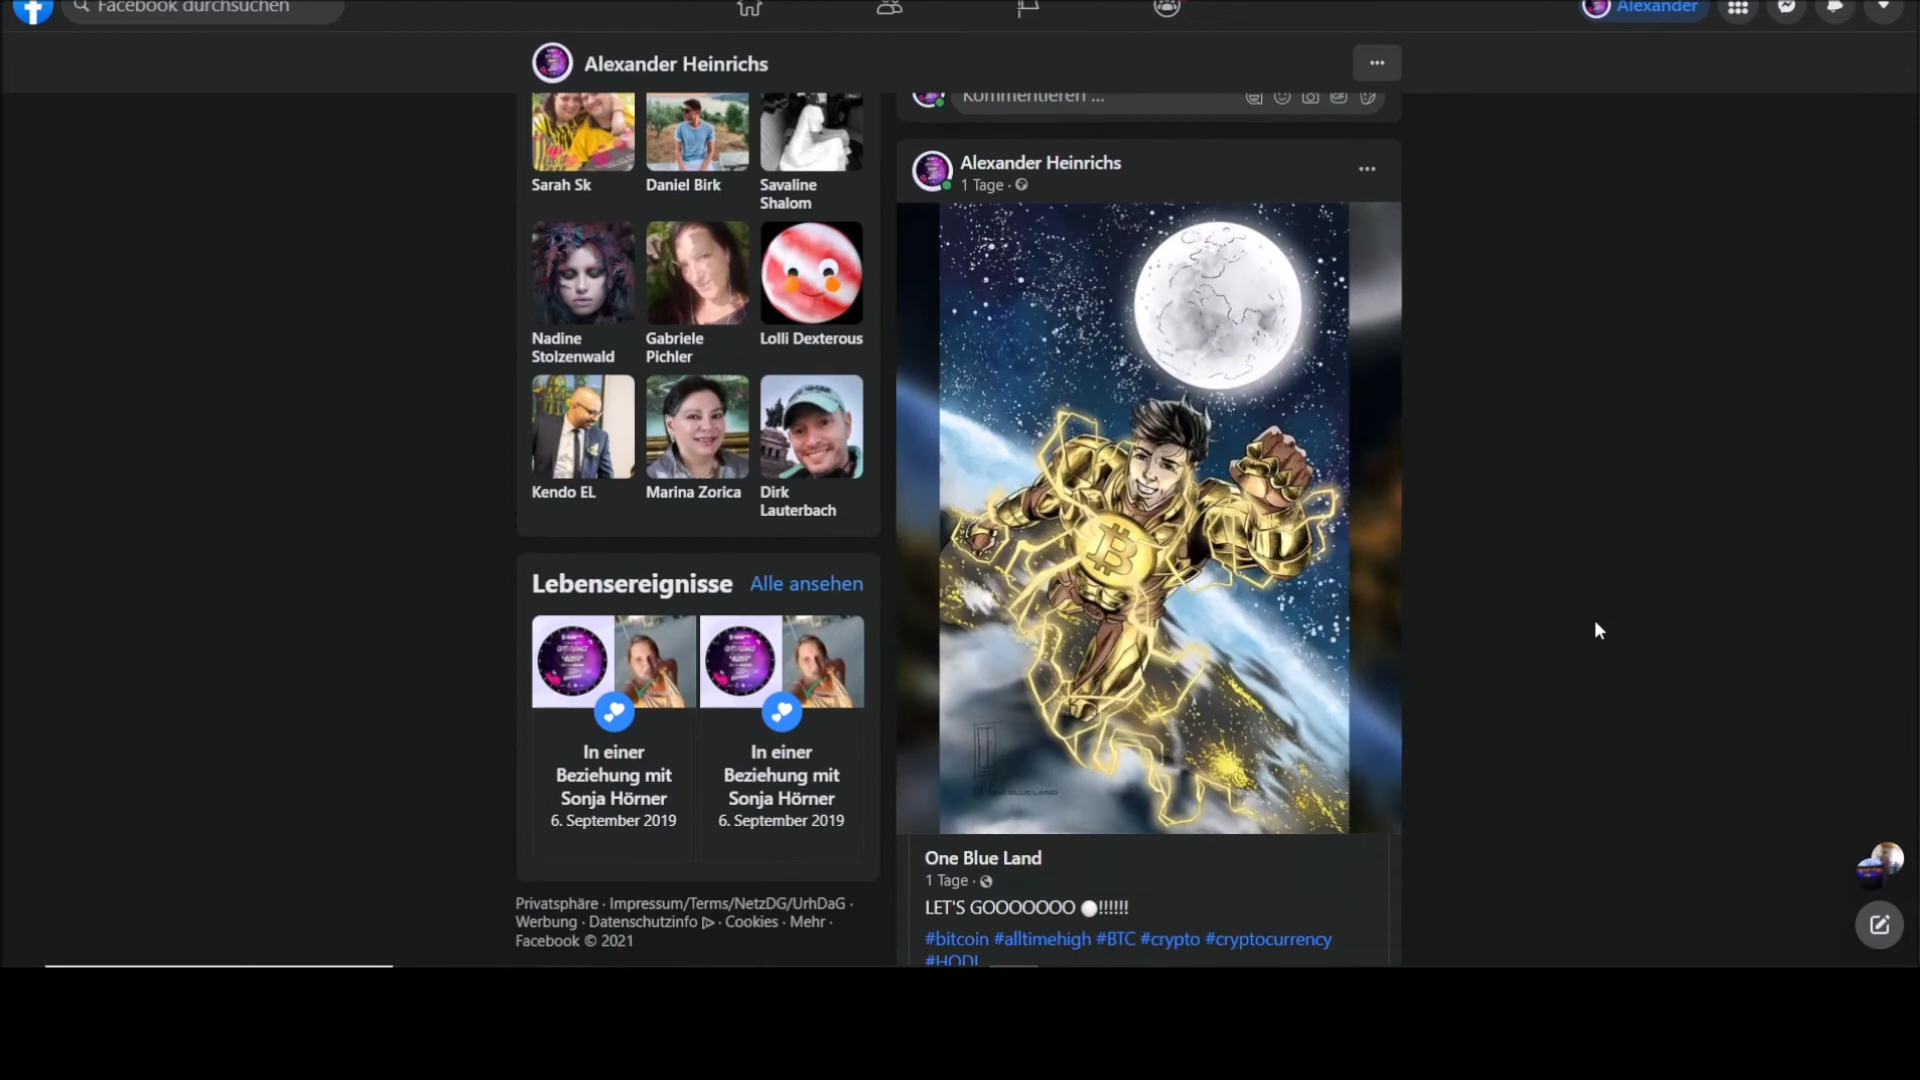 Facebook durchsuchen
Alexander
Alexander Heinrichs
Sarah Sk
Daniel Birk
Savaline
Shalom
Nadine
Stolzenwald
Gabriele
Pichler
Lolli Dexterous
Kendo EL
Marina Zorica
Dirk
Lauterbach
Lebensereignisse
Alle ansehen
In einer
Beziehung mit
Sonja Hörner
6. September 2019
In einer
Beziehung mit
Sonja Hörner
6. September 2019
Privatsphäre · Impressum/Terms/NetzDG/UrhDaG ·
Werbung · Datenschutzinfo · Cookies · Mehr ·
Facebook © 2021
Kommentieren ...
Alexander Heinrichs
1 Tage ·
One Blue Land
1 Tage ·
LET'S GOOOOOOO !!!!!!
#bitcoin #alltimehigh #BTC #crypto #cryptocurrency
#HODL